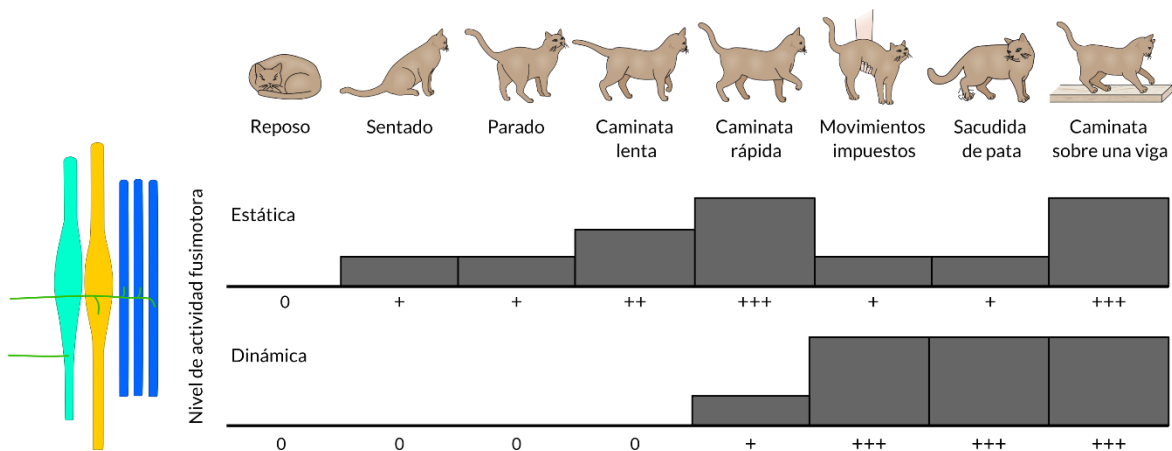 Reposo
Sentado
Parado
Caminata
lenta
Caminata
rápida
Movimientos
impuestos
Sacudida
de pata
Caminata
sobre una viga
Nivel de actividad fusimotora
Estática
0 + + ++ +++ + + +++
Dinámica
0 0 0 0 + +++ +++ +++